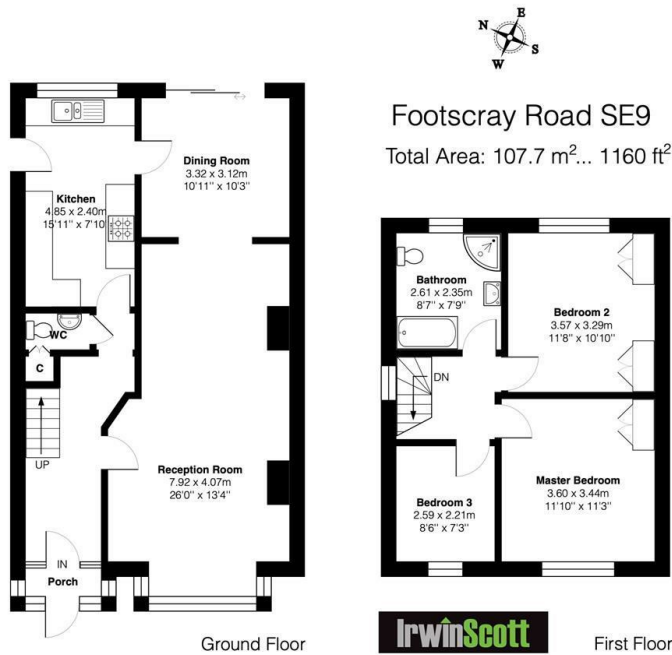 N
E
S
W
Footscray Road SE9
Total Area: 107.7 m²... 1160 ft²
Dining Room
3.32 x 3.12m
10'11'' x 10'3''
Kitchen
4.85 x 2.40m
15'11'' x 7'10
WC
C
UP
Reception Room
7.92 x 4.07m
26'0'' x 13'4''
IN
Porch
Ground Floor
Bathroom
2.61 x 2.35m
8'7'' x 7'9''
Bedroom 2
3.57 x 3.29m
11'8'' x 10'10''
DN
Master Bedroom
3.60 x 3.44m
11'10'' x 11'3''
Bedroom 3
2.59 x 2.21m
8'6'' x 7'3''
IrwinScott
First Floor